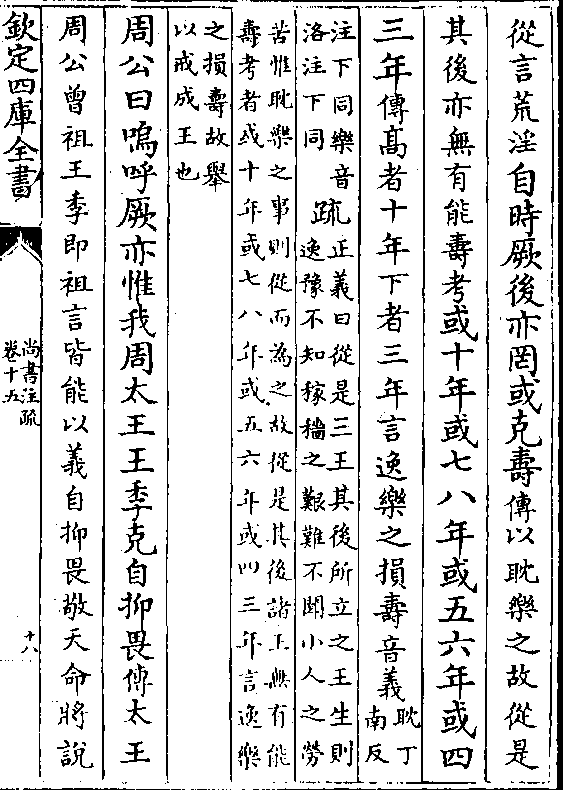 從言荒淫自時厥後亦罔或克壽傳以耽樂之故從是
其後亦無有能壽考或十年或七八年或五六年或四
三年傳髙者十年下者三年言逸樂之損壽音義耽丁
南反
注下同樂音
洛注下同
疏
正義曰從是三王其後所立之王生則
逸豫不知稼穡之艱難不聞小人之勞
苦惟耽樂之事則從而為之故從是其後諸王無有能
壽考者或十年或七八年或五六年或四三年言逸樂
之損壽故舉
以戒成王也
周公曰嗚呼厥亦惟我周太王王季克自抑畏傳太王
周公曾祖王季即祖言皆能以義自抑畏敬天命將說
欽定四庫全書
尚書注疏
卷十五
十八